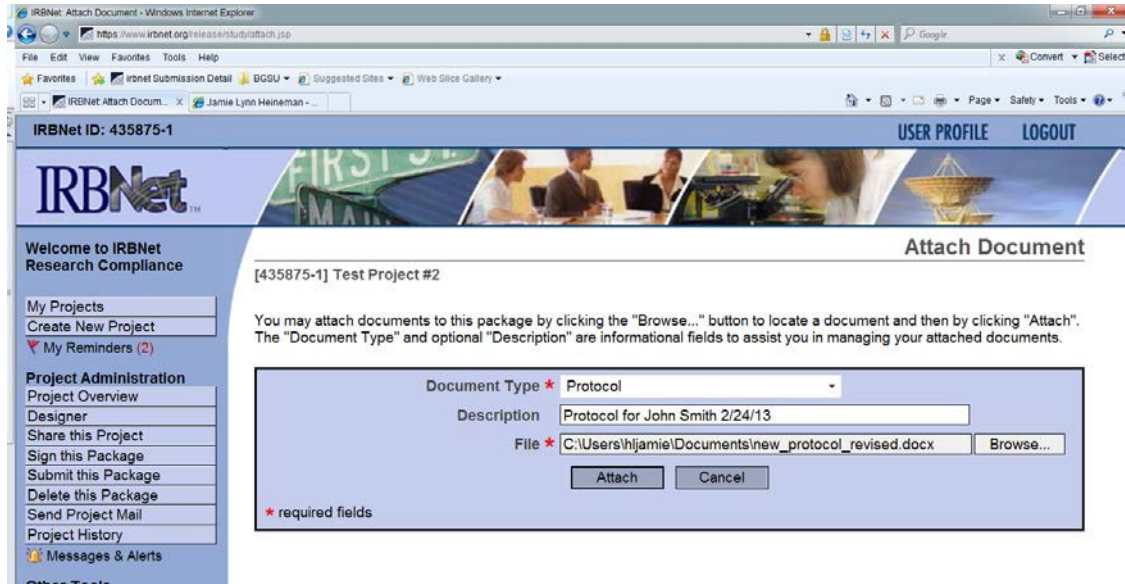 IRBNet: Attach Document - Windows Internet Explorer
https://www.irbnet.org/release/study/attach.jsp
Google
File Edit View Favorites Tools Help
Convert Select
Favorites irbnet Submission Detail BGSU Suggested Sites Web Slice Gallery
IRBNet: Attach Docum... Jamie Lynn Heineman - ...
Page Safety Tools
IRBNet ID: 435875-1
USER PROFILE LOGOUT
FIRST ST
MAIN
IRBNet TM
Welcome to IRBNet
Research Compliance
My Projects
Create New Project
My Reminders (2)
Project Administration
Project Overview
Designer
Share this Project
Sign this Package
Submit this Package
Delete this Package
Send Project Mail
Project History
Messages & Alerts
Other Tools
Attach Document
[435875-1] Test Project #2
You may attach documents to this package by clicking the "Browse..." button to locate a document and then by clicking "Attach".
The "Document Type" and optional "Description" are informational fields to assist you in managing your attached documents.
Document Type * Protocol
Description Protocol for John Smith 2/24/13
File * C:\Users\hljamie\Documents\new_protocol_revised.docx Browse...
Attach Cancel
* required fields